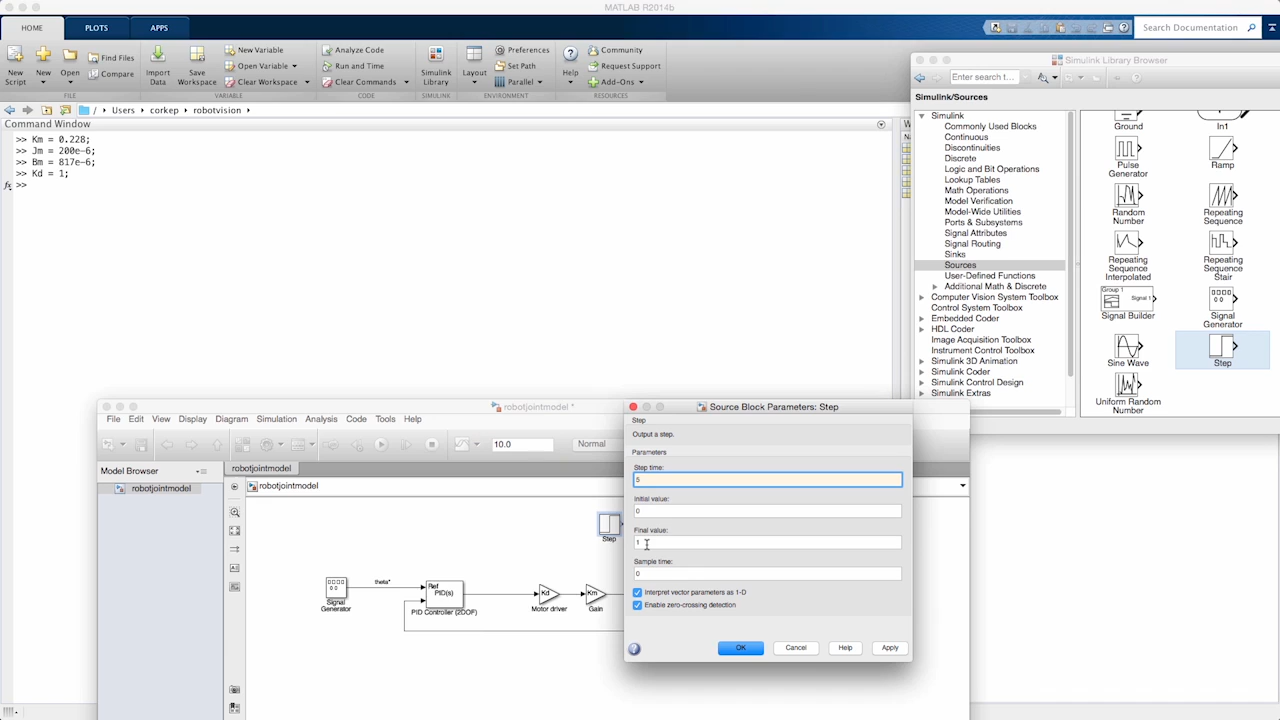 MATLAB R2014b
HOME PLOTS APPS
Search Documentation
New Script
New
Open
Find Files
Compare
Import Data
Save Workspace
New Variable
Open Variable
Clear Workspace
Analyze Code
Run and Time
Clear Commands
Simulink Library
Layout
Preferences
Set Path
Parallel
Help
Community
Request Support
Add-Ons
FILE VARIABLE CODE SIMULINK ENVIRONMENT RESOURCES
/ Users corkep robotvision
Command Window
>> Km = 0.228;
>> Jm = 200e-6;
>> Bm = 817e-6;
>> Kd = 1;
fx >>
Simulink Library Browser
Enter search t...
Simulink/Sources
Simulink
Commonly Used Blocks
Continuous
Discontinuities
Discrete
Logic and Bit Operations
Lookup Tables
Math Operations
Model Verification
Model-Wide Utilities
Ports & Subsystems
Signal Attributes
Signal Routing
Sinks
Sources
User-Defined Functions
Additional Math & Discrete
Computer Vision System Toolbox
Control System Toolbox
Embedded Coder
HDL Coder
Image Acquisition Toolbox
Instrument Control Toolbox
Simulink 3D Animation
Simulink Coder
Simulink Control Design
Simulink Extras
Ground
In1
Pulse Generator
Ramp
Random Number
Repeating Sequence
Repeating Sequence Interpolated
Repeating Sequence Stair
Group 1
Signal 1
Signal Builder
Signal Generator
Sine Wave
Step
Uniform Random Number
robotjointmodel *
File Edit View Display Diagram Simulation Analysis Code Tools Help
10.0
Normal
Model Browser
robotjointmodel
robotjointmodel
robotjointmodel
Step
Signal Generator
theta*
Ref
PID(s)
PID Controller (2DOF)
Kd
Motor driver
Km
Gain
Source Block Parameters: Step
Step
Output a step.
Parameters
Step time:
5
Initial value:
0
Final value:
1
Sample time:
0
Interpret vector parameters as 1-D
Enable zero-crossing detection
OK Cancel Help Apply